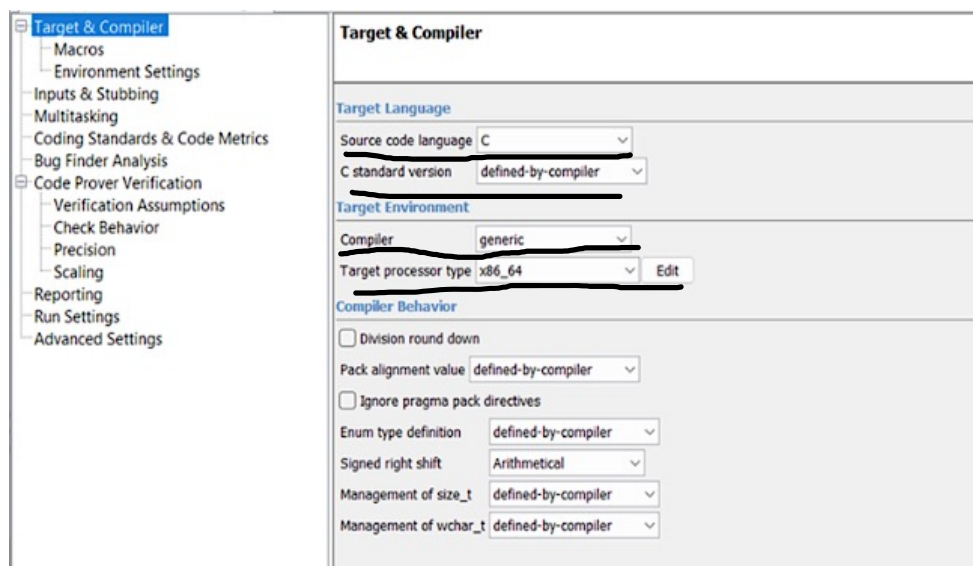 Target & Compiler
Macros
Environment Settings
Inputs & Stubbing
Multitasking
Coding Standards & Code Metrics
Bug Finder Analysis
Code Prover Verification
Verification Assumptions
Check Behavior
Precision
Scaling
Reporting
Run Settings
Advanced Settings
Target & Compiler
Target Language
Source code language C
C standard version defined-by-compiler
Target Environment
Compiler generic
Target processor type x86_64 Edit
Compiler Behavior
Division round down
Pack alignment value defined-by-compiler
Ignore pragma pack directives
Enum type definition defined-by-compiler
Signed right shift Arithmetical
Management of size_t defined-by-compiler
Management of wchar_t defined-by-compiler